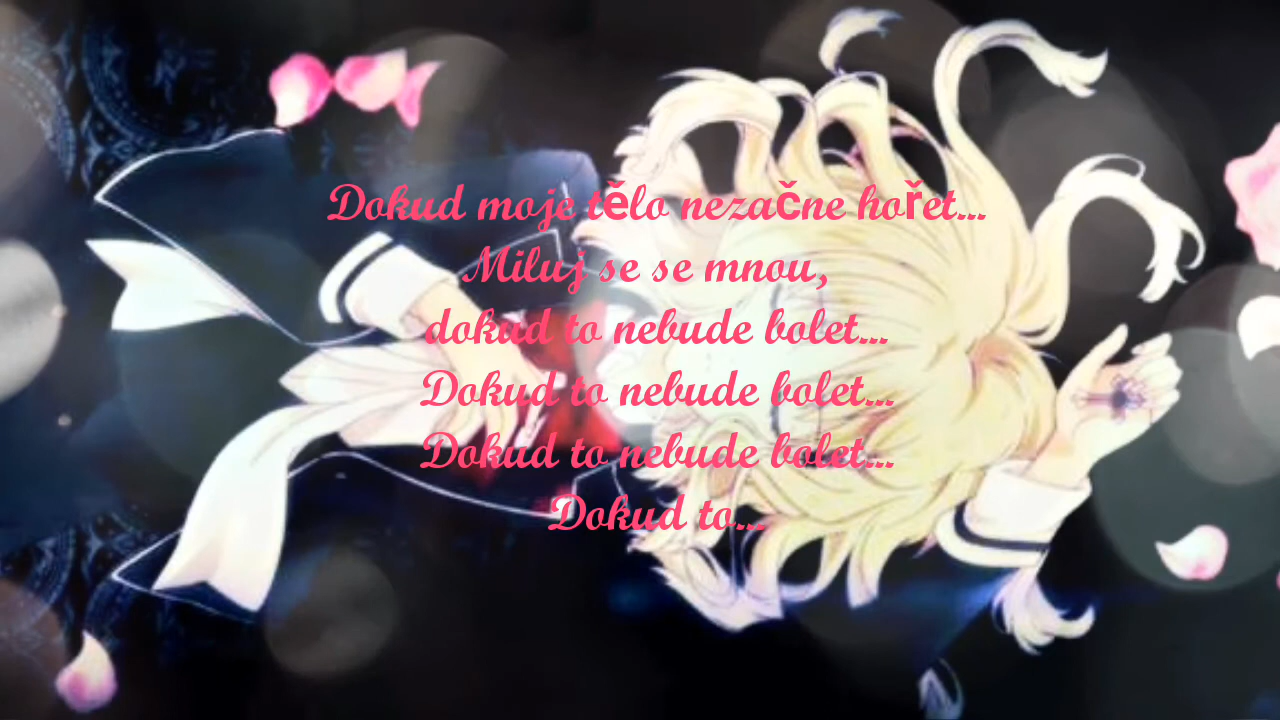 Dokud moje tělo nezačne hořet...
Miluj se se mnou,
dokud to nebude bolet...
Dokud to nebude bolet...
Dokud to nebude bolet...
Dokud to...